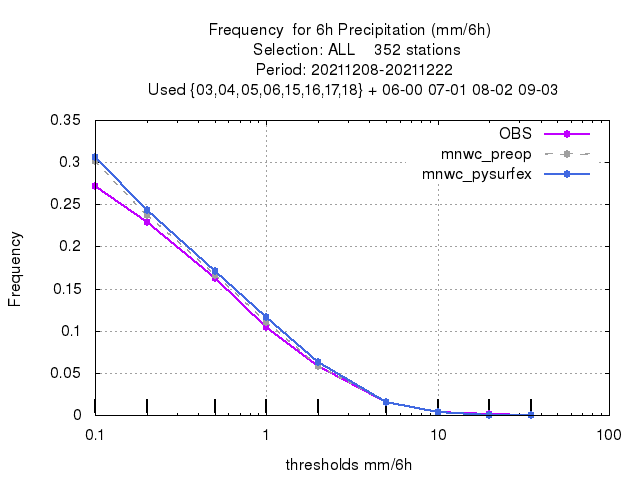 Frequency  for 6h Precipitation (mm/6h)
Selection: ALL    352 stations
Period: 20211208-20211222
Used {03,04,05,06,15,16,17,18} + 06-00 07-01 08-02 09-03
OBS
mnwc_preop
mnwc_pysurfex
0.35
0.3
0.25
0.2
0.15
0.1
0.05
0
Frequency
0.1 1 10 100
thresholds mm/6h